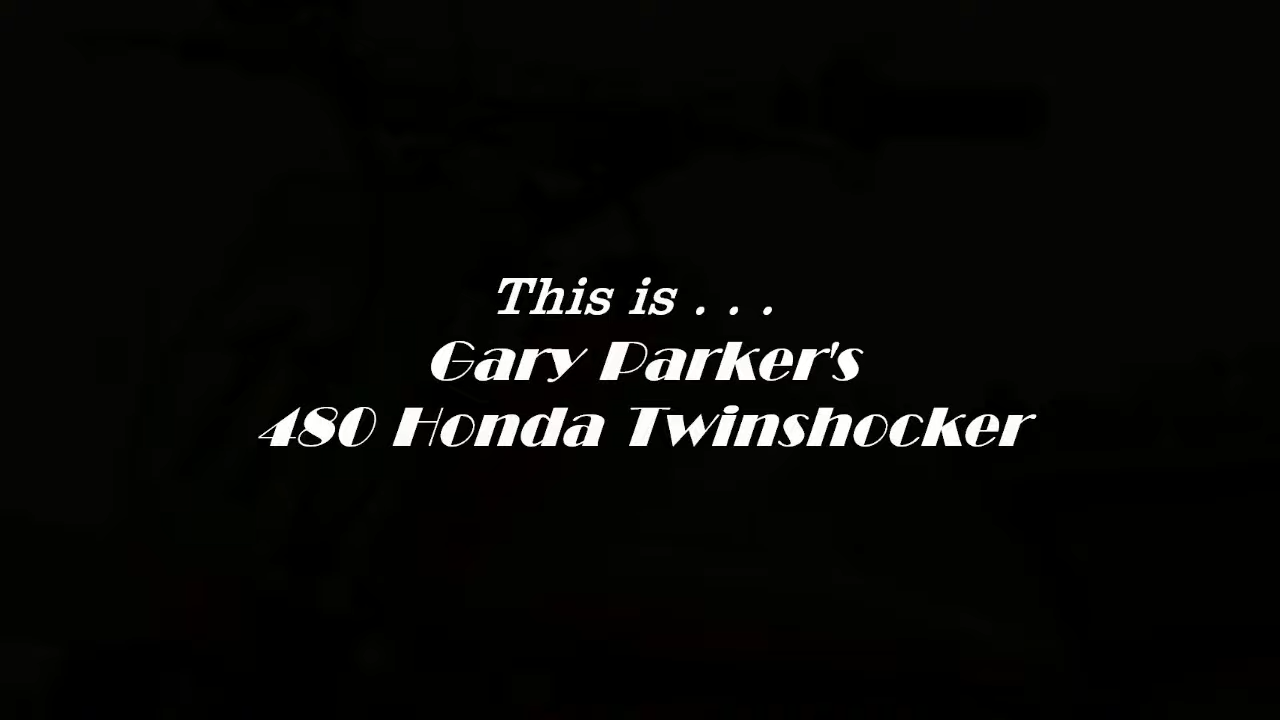 This is . . .
Gary Parker's
480 Honda Twinshocker